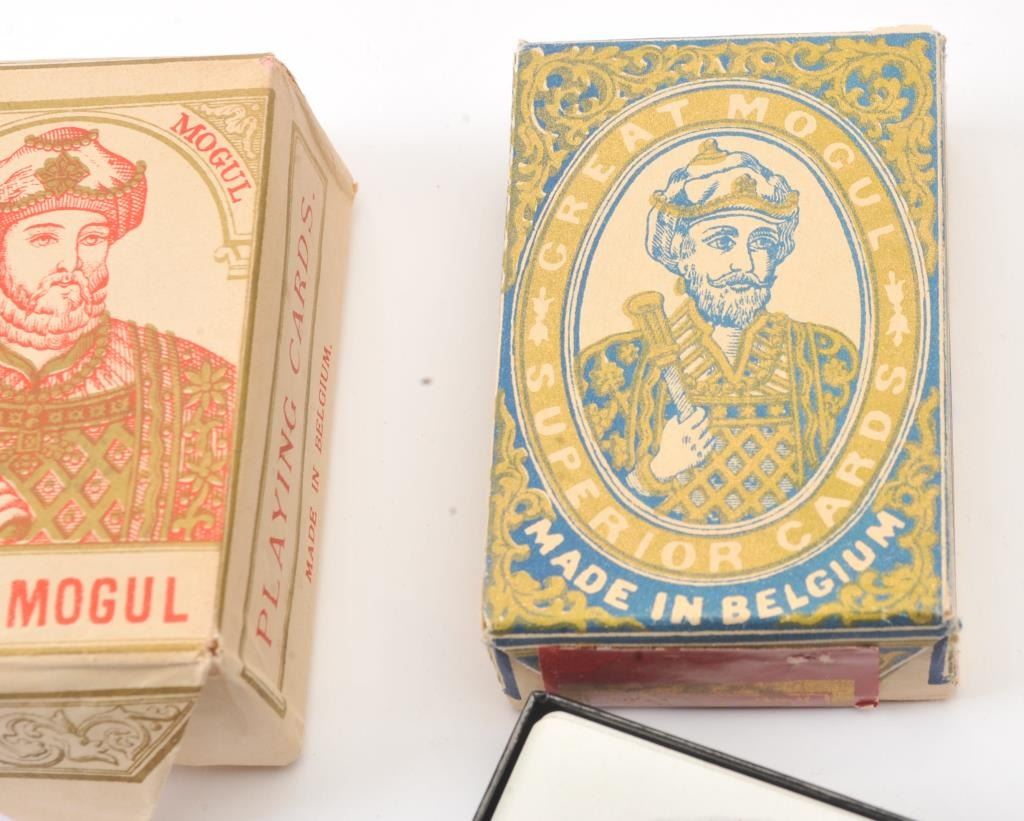 MOGUL
MOGUL
PLAYING CARDS.
MADE IN BELGIUM.
GREAT MOGUL
SUPERIOR CARDS
MADE IN BELGIUM